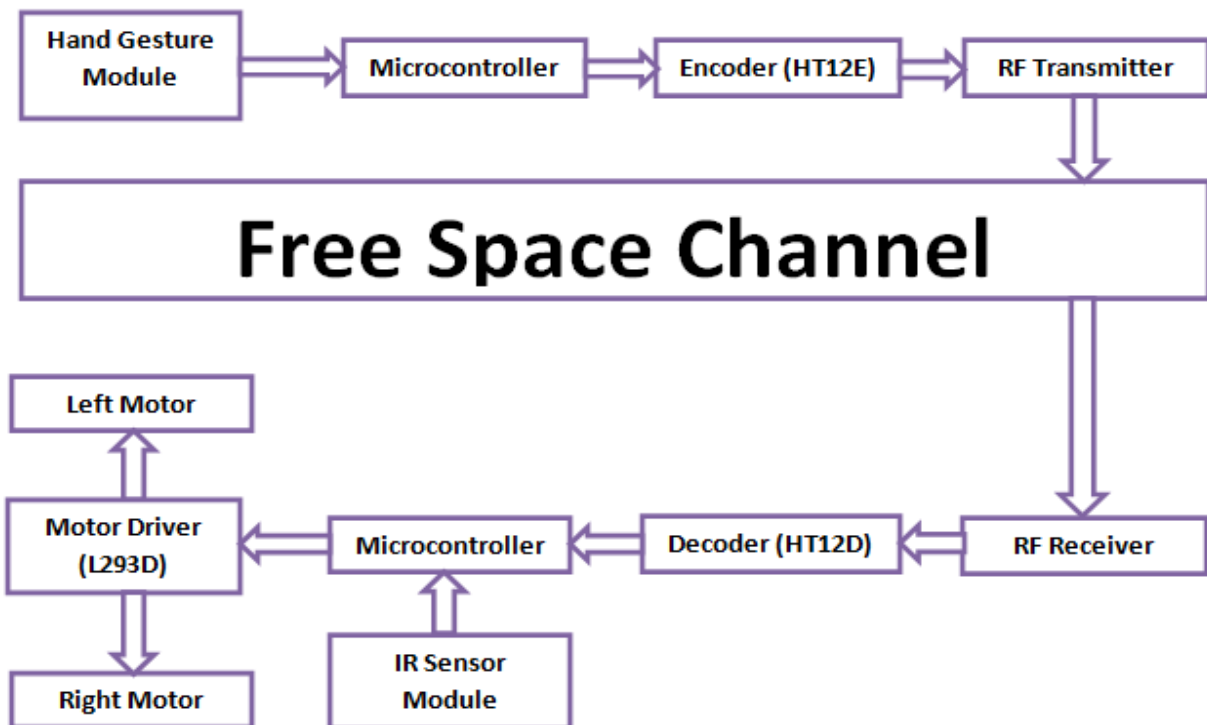 Hand Gesture
Module
Microcontroller
Encoder (HT12E)
RF Transmitter
Free Space Channel
Left Motor
Motor Driver
(L293D)
Microcontroller
Decoder (HT12D)
RF Receiver
Right Motor
IR Sensor
Module